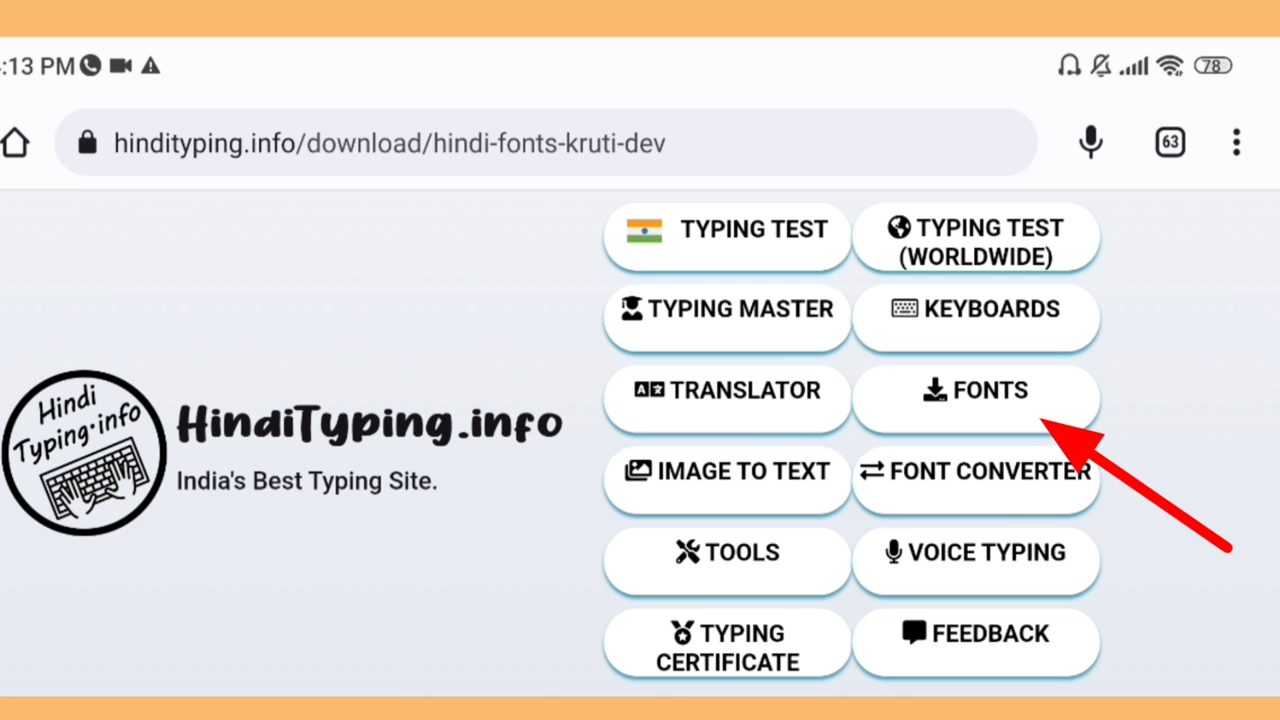 :13 PM
78
hindityping.info/download/hindi-fonts-kruti-dev
63
TYPING TEST
TYPING TEST
(WORLDWIDE)
TYPING MASTER
KEYBOARDS
TRANSLATOR
FONTS
Hindi
Typing.info
HindiTyping.info
India's Best Typing Site.
IMAGE TO TEXT
FONT CONVERTER
TOOLS
VOICE TYPING
TYPING
CERTIFICATE
FEEDBACK